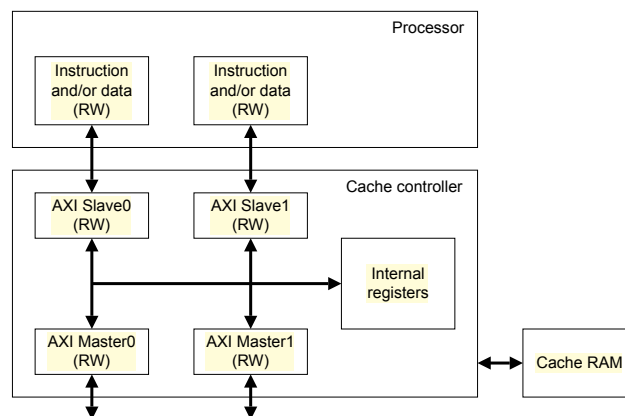 Processor
Instruction
and/or data
(RW)
Instruction
and/or data
(RW)
Cache controller
AXI Slave0
(RW)
AXI Slave1
(RW)
Internal
registers
AXI Master0
(RW)
AXI Master1
(RW)
Cache RAM